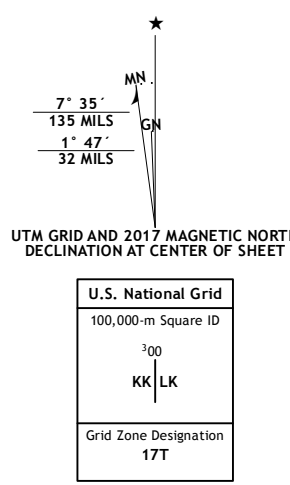 ★
MN
7° 35´
135 MILS
GN
1° 47´
32 MILS
UTM GRID AND 2017 MAGNETIC NORT
DECLINATION AT CENTER OF SHEET
U.S. National Grid
100,000-m Square ID
³00
KK LK
Grid Zone Designation
17T